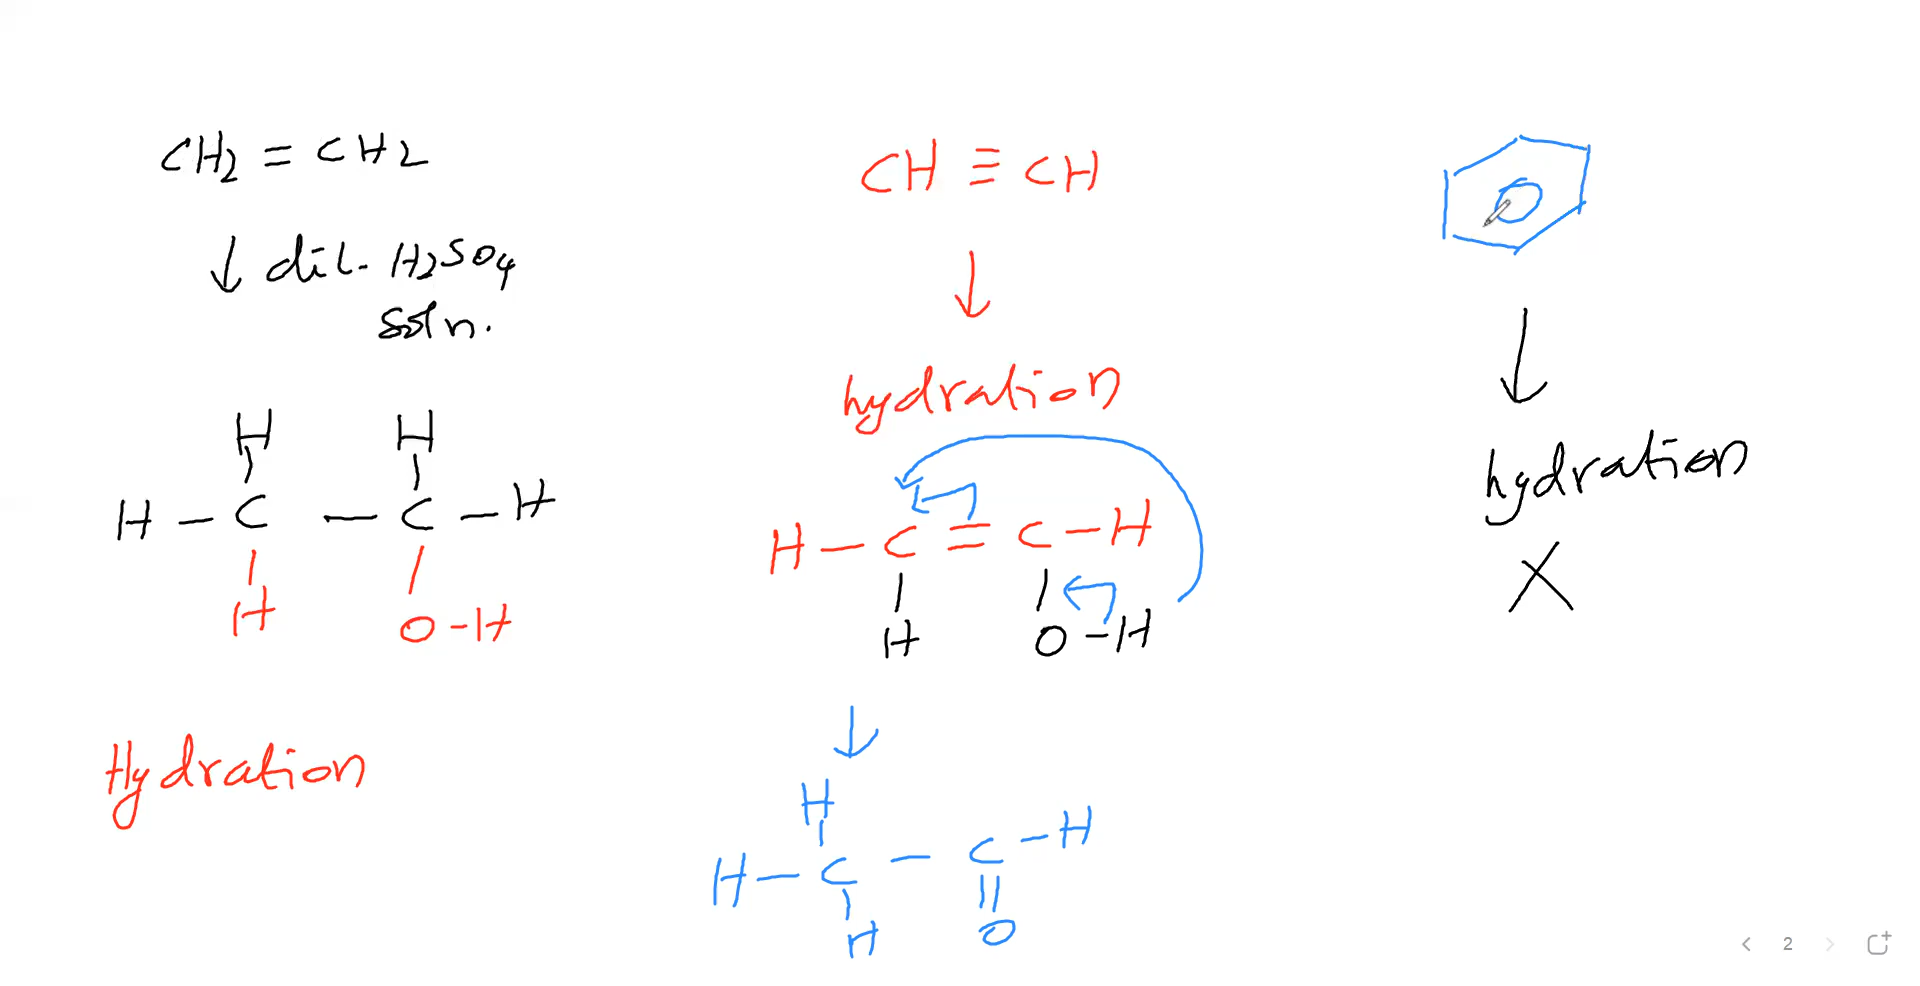 CH2 = CH2
↓ dil. H2SO4
soln.
H H
H - C - C - H
H O-H
Hydration
CH ≡ CH
↓
hydration
H - C = C - H
H O-H
↓
H
H - C - C - H
H O
↓
hydration
X
2